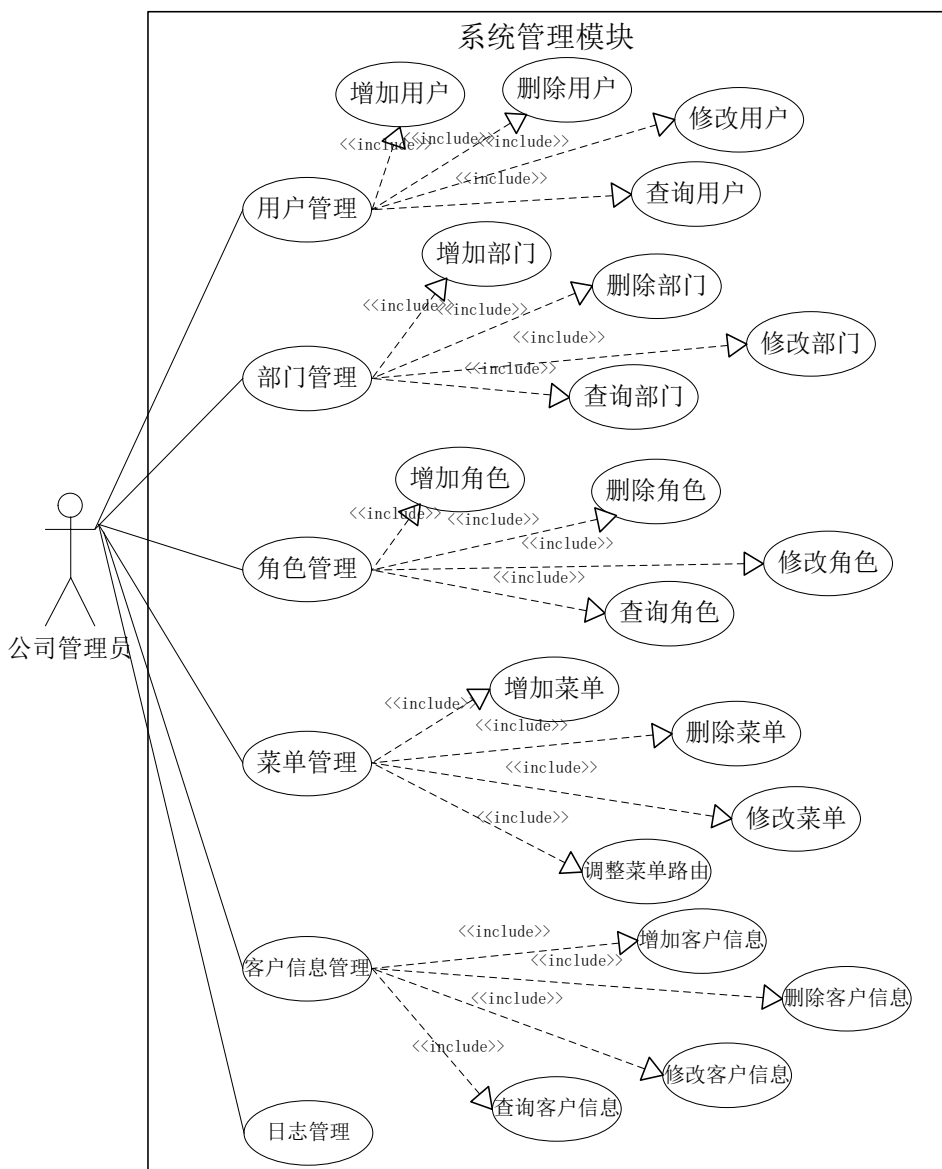 系统管理模块
增加用户
删除用户
修改用户
查询用户
<<include>>
<<include>>
<<include>>
<<include>>
用户管理
增加部门
删除部门
修改部门
查询部门
<<include>>
<<include>>
<<include>>
<<include>>
部门管理
增加角色
删除角色
修改角色
查询角色
<<include>>
<<include>>
<<include>>
<<include>>
角色管理
公司管理员
增加菜单
删除菜单
修改菜单
调整菜单路由
<<include>>
<<include>>
<<include>>
<<include>>
菜单管理
增加客户信息
删除客户信息
修改客户信息
查询客户信息
<<include>>
<<include>>
<<include>>
<<include>>
客户信息管理
日志管理